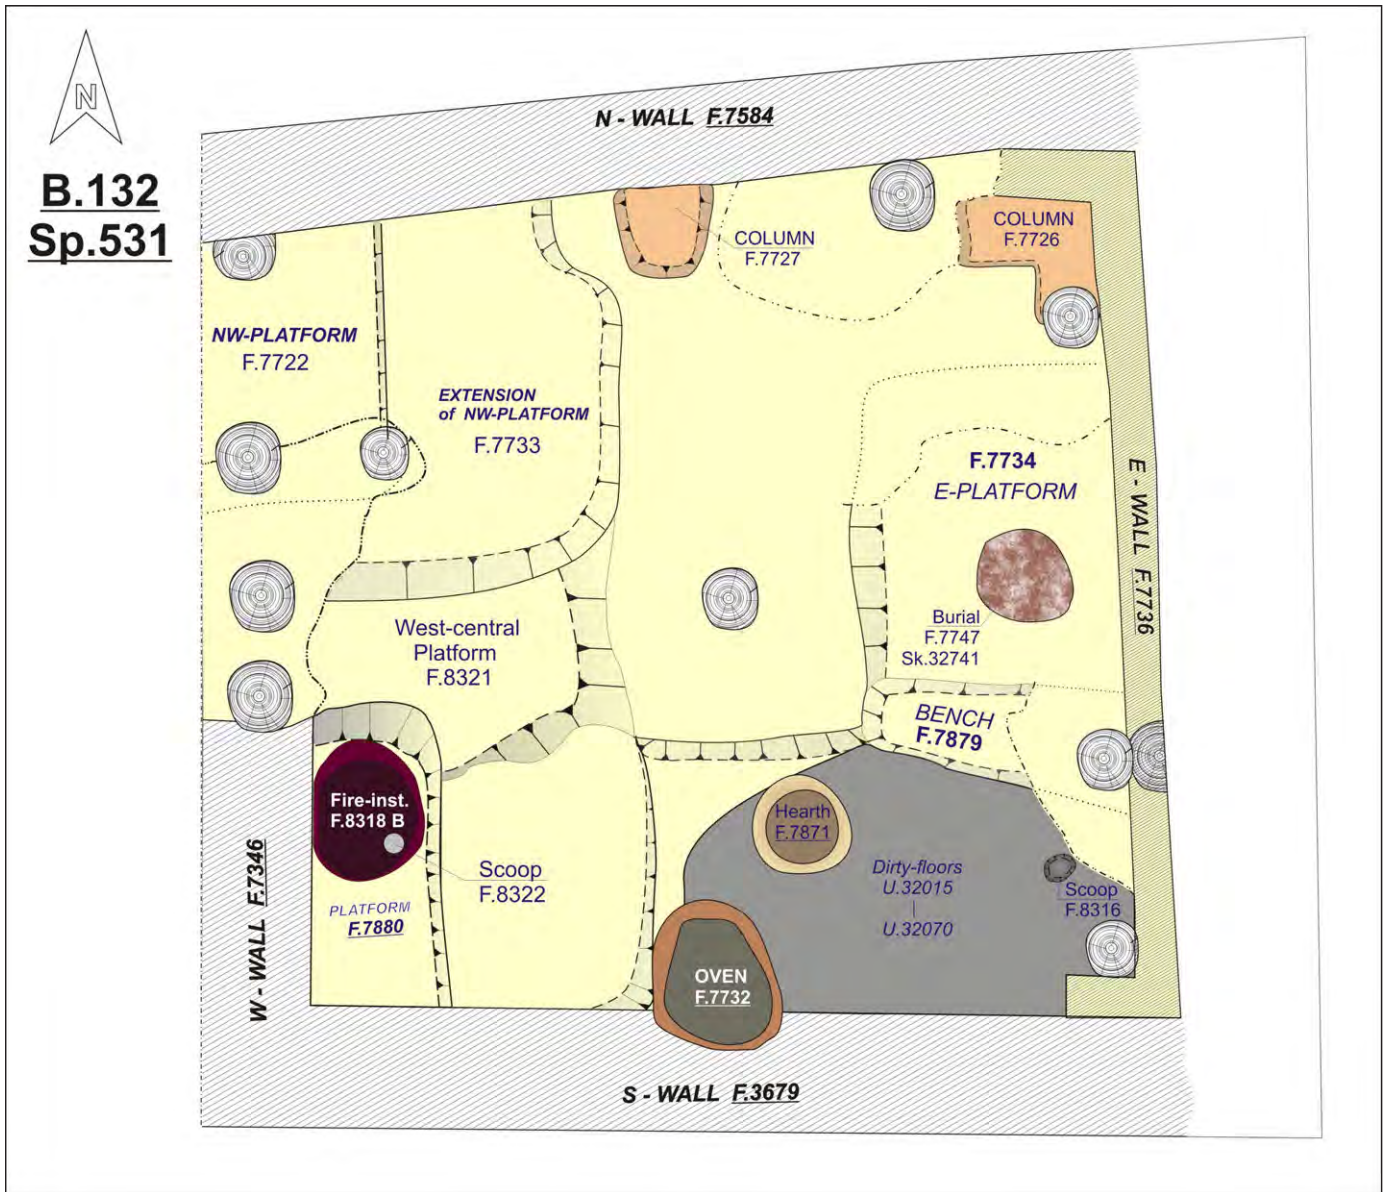 N
B.132
Sp.531
N - WALL F.7584
COLUMN
F.7727
COLUMN
F.7726
NW-PLATFORM
F.7722
EXTENSION
of NW-PLATFORM
F.7733
F.7734
E-PLATFORM
E - WALL F.7736
Burial
F.7747
Sk.32741
West-central
Platform
F.8321
BENCH
F.7879
Fire-inst.
F.8318 B
Hearth
F.7871
Scoop
F.8322
Dirty-floors
U.32015
U.32070
Scoop
F.8316
PLATFORM
F.7880
W - WALL F.7346
OVEN
F.7732
S - WALL F.3679